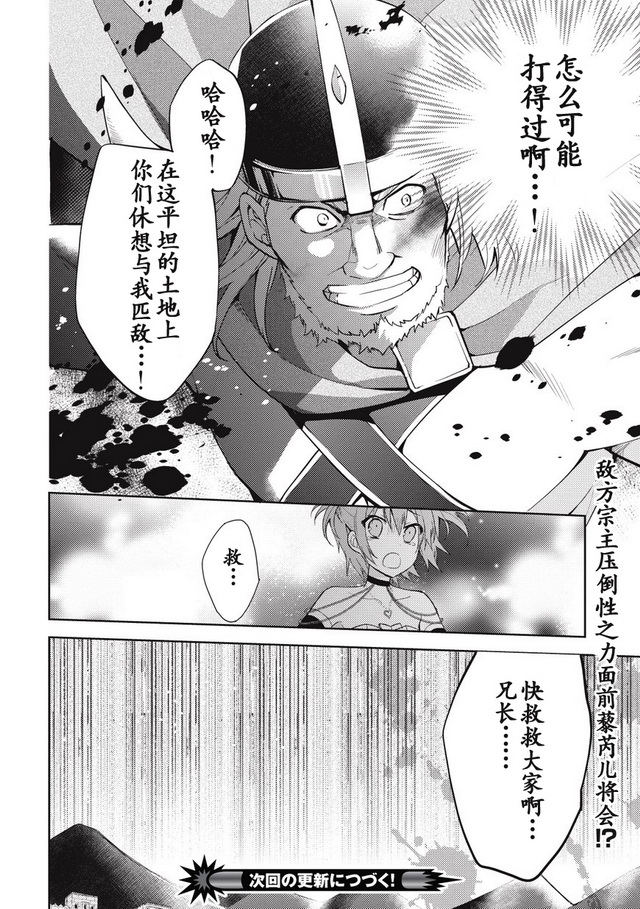 怎么可能
打得过啊…！
哈哈哈！
在这平坦的土地上
你们休想与我匹敌……！
救…
快救救大家啊…
兄长……
敌方宗主压倒性之力面前藜芮儿将会!?
次回の更新につづく!